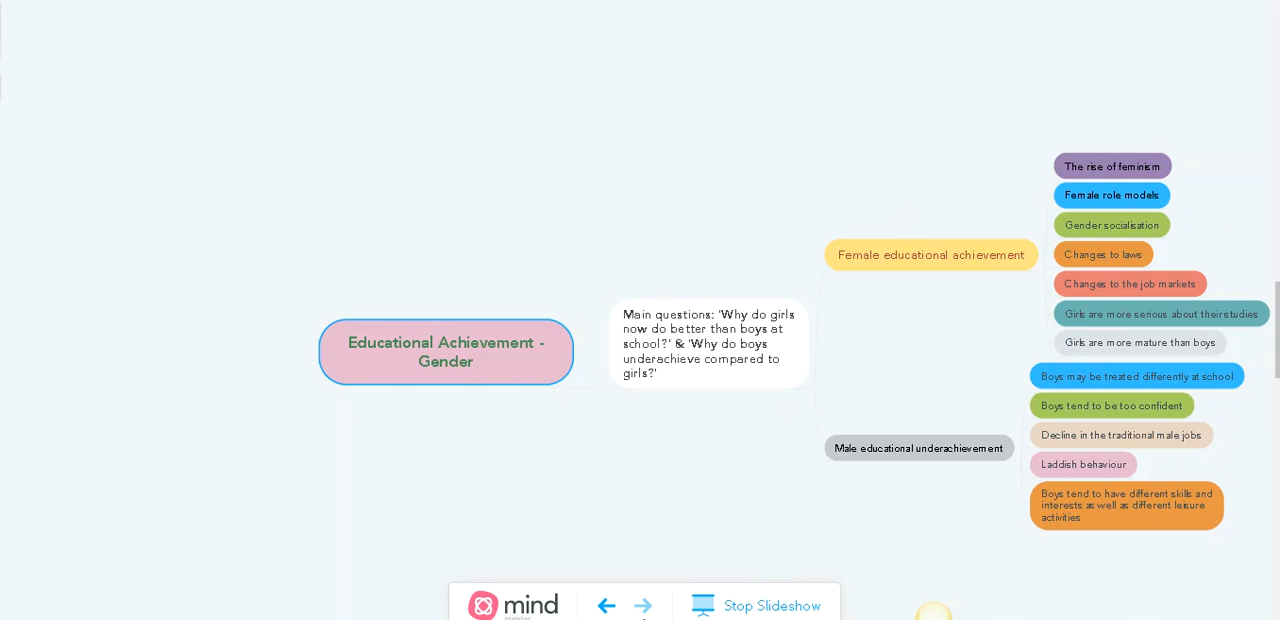 The rise of feminism
Female role models
Gender socialisation
Female educational achievement
Changes to laws
Changes to the job markets
Girls are more serious about their studies
Girls are more mature than boys
Educational Achievement -
Gender
Main questions: 'Why do girls
now do better than boys at
school?' & 'Why do boys
underachieve compared to
girls?'
Boys may be treated differently at school
Boys tend to be too confident
Decline in the traditional male jobs
Male educational underachievement
Laddish behaviour
Boys tend to have different skills and
interests as well as different leisure
activities
mind
Stop Slideshow